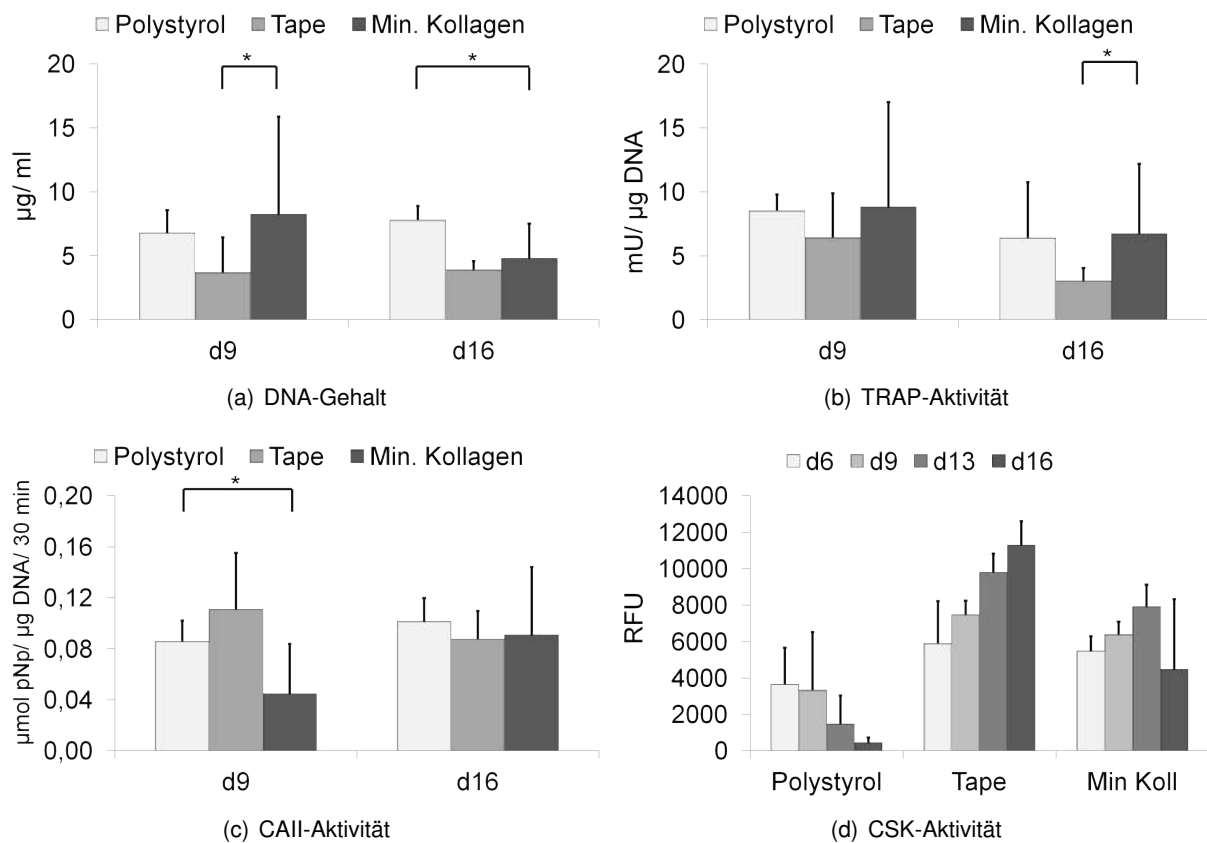 Polystyrol Tape Min. Kollagen
*
*
20
15
10
5
0
µg/ ml
d9 d16
(a) DNA-Gehalt
Polystyrol Tape Min. Kollagen
*
20
15
10
5
0
mU/ µg DNA
d9 d16
(b) TRAP-Aktivität
Polystyrol Tape Min. Kollagen
*
0,20
0,16
0,12
0,08
0,04
0,00
µmol pNp/ µg DNA/ 30 min
d9 d16
(c) CAII-Aktivität
d6 d9 d13 d16
14000
12000
10000
8000
6000
4000
2000
0
RFU
Polystyrol Tape Min Koll
(d) CSK-Aktivität